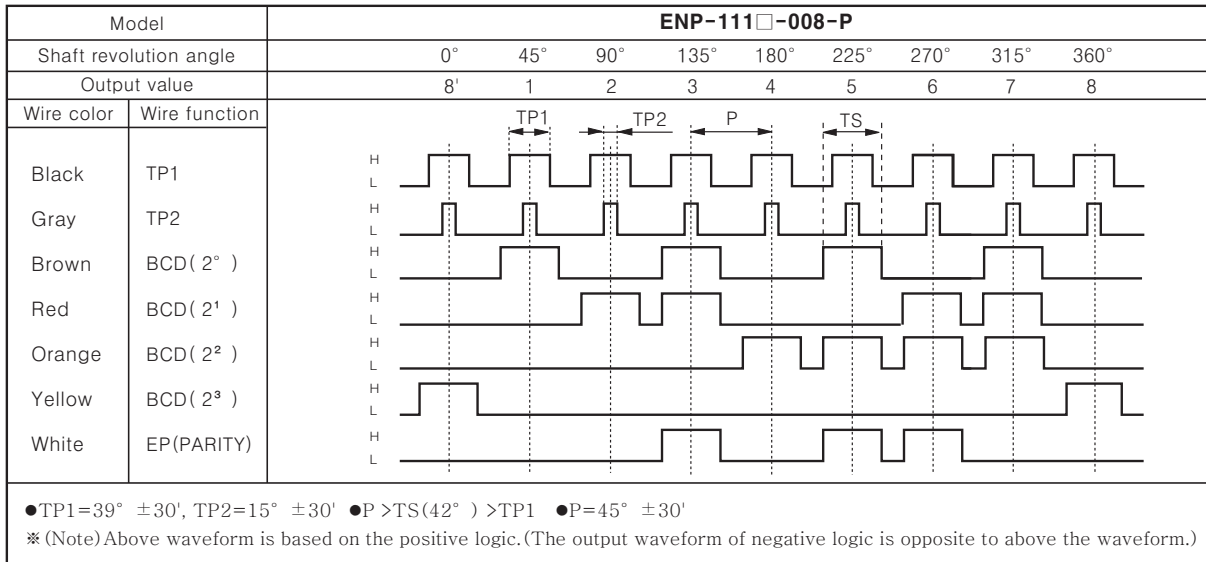 Model ENP-111□-008-P
Shaft revolution angle 0° 45° 90° 135° 180° 225° 270° 315° 360°
Output value 8' 1 2 3 4 5 6 7 8
Wire color Wire function
TP1 TP2 P TS
Black TP1 H L
Gray TP2 H L
Brown BCD( 2° ) H L
Red BCD( 2¹ ) H L
Orange BCD( 2² ) H L
Yellow BCD( 2³ ) H L
White EP(PARITY) H L
●TP1=39° ±30', TP2=15° ±30' ●P >TS(42° ) >TP1 ●P=45° ±30'
※(Note)Above waveform is based on the positive logic.(The output waveform of negative logic is opposite to above the waveform.)